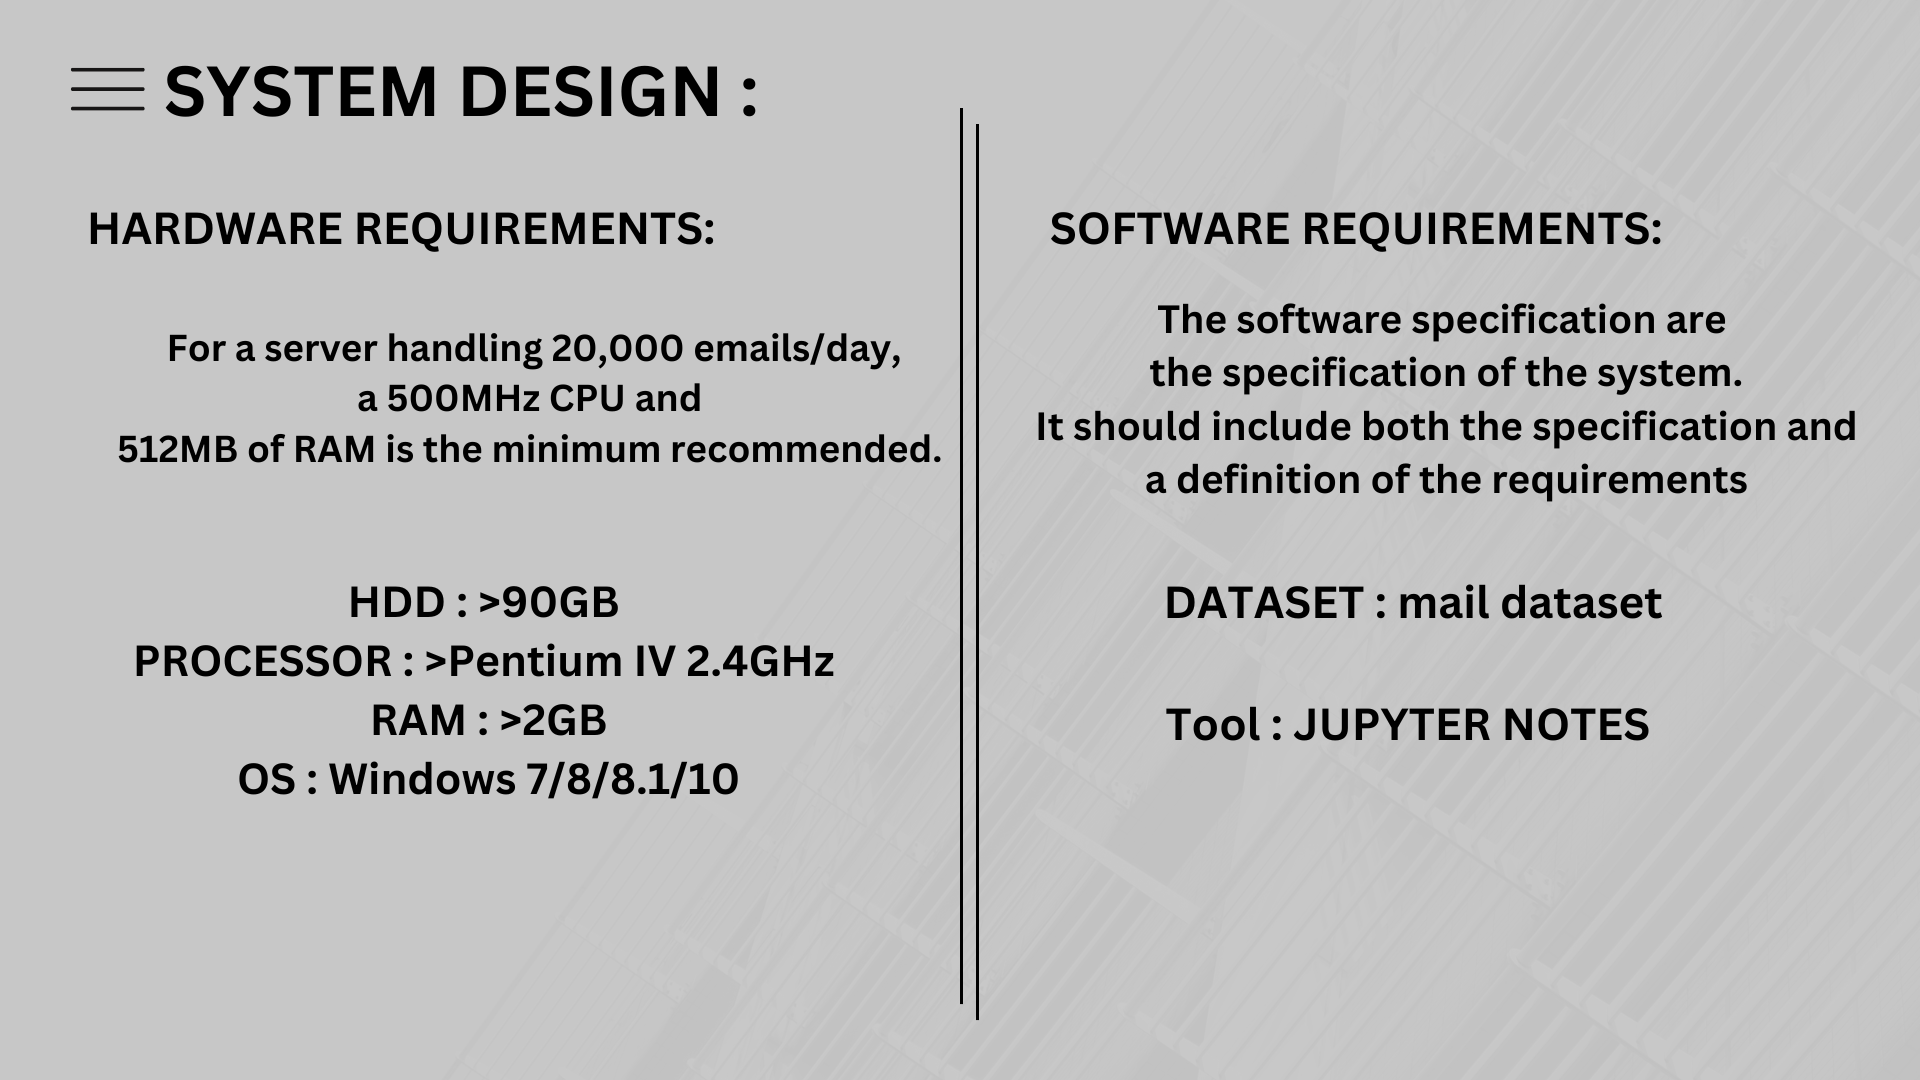 SYSTEM DESIGN :
HARDWARE REQUIREMENTS:
For a server handling 20,000 emails/day,
a 500MHz CPU and
512MB of RAM is the minimum recommended.
HDD : >90GB
PROCESSOR : >Pentium IV 2.4GHz
RAM : >2GB
OS : Windows 7/8/8.1/10
SOFTWARE REQUIREMENTS:
The software specification are
the specification of the system.
It should include both the specification and
a definition of the requirements
DATASET : mail dataset
Tool : JUPYTER NOTES